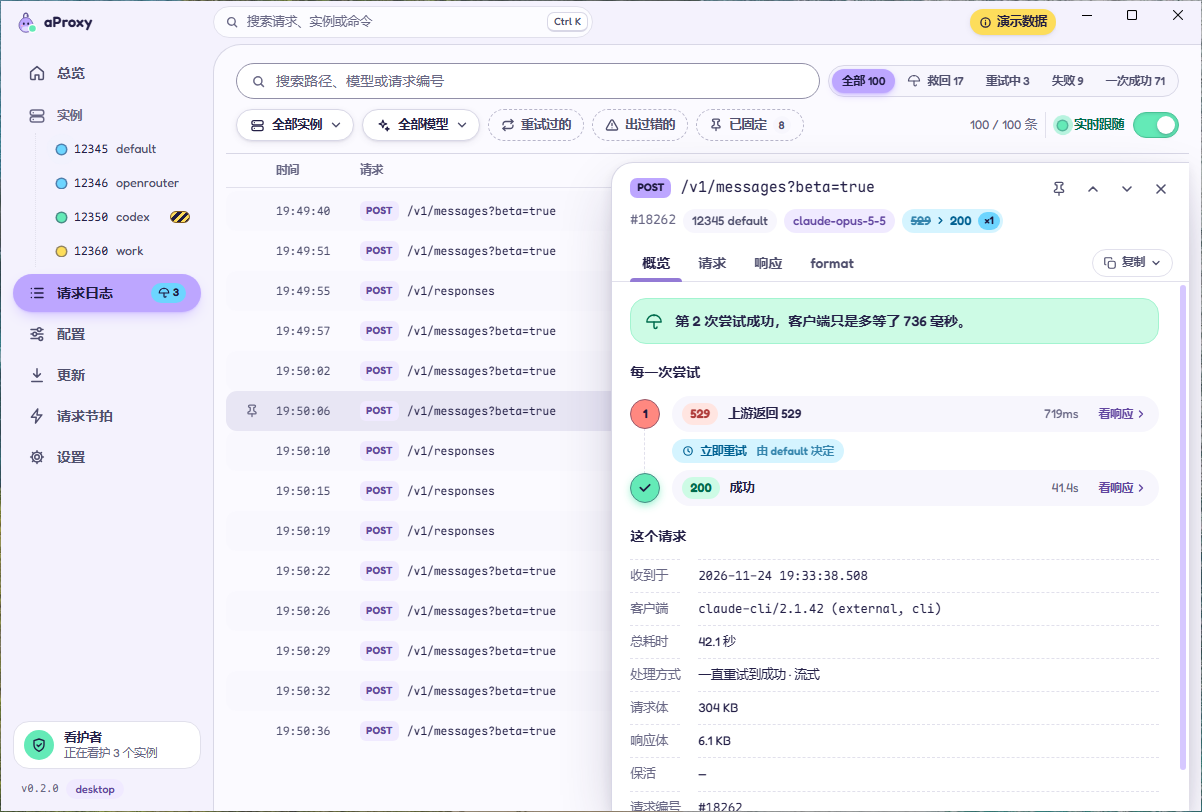 aProxy
搜索请求、实例或命令
Ctrl K
演示数据
总览
实例
12345 default
12346 openrouter
12350 codex
12360 work
请求日志 3
配置
更新
请求节拍
设置
看护者
正在看护 3 个实例
v0.2.0 desktop
搜索路径、模型或请求编号
全部 100 救回 17 重试中 3 失败 9 一次成功 71
全部实例 全部模型 重试过的 出过错的 已固定 8
100 / 100 条 实时跟随
时间 请求
19:49:40 POST /v1/messages?beta=true
19:49:51 POST /v1/messages?beta=true
19:49:55 POST /v1/responses
19:49:57 POST /v1/messages?beta=true
19:50:02 POST /v1/messages?beta=true
19:50:06 POST /v1/messages?beta=true
19:50:10 POST /v1/responses
19:50:15 POST /v1/responses
19:50:19 POST /v1/responses
19:50:22 POST /v1/messages?beta=true
19:50:26 POST /v1/messages?beta=true
19:50:29 POST /v1/messages?beta=true
19:50:32 POST /v1/messages?beta=true
19:50:36 POST /v1/messages?beta=true
POST /v1/messages?beta=true
#18262 12345 default claude-opus-5-5 529 > 200 x1
概览 请求 响应 format 复制
第 2 次尝试成功，客户端只是多等了 736 毫秒。
每一次尝试
1 529 上游返回 529 719ms 看响应
立即重试 由 default 决定
200 成功 41.4s 看响应
这个请求
收到于 2026-11-24 19:33:38.508
客户端 claude-cli/2.1.42 (external, cli)
总耗时 42.1 秒
处理方式 一直重试到成功 · 流式
请求体 304 KB
响应体 6.1 KB
保活 —
请求编号 #18262